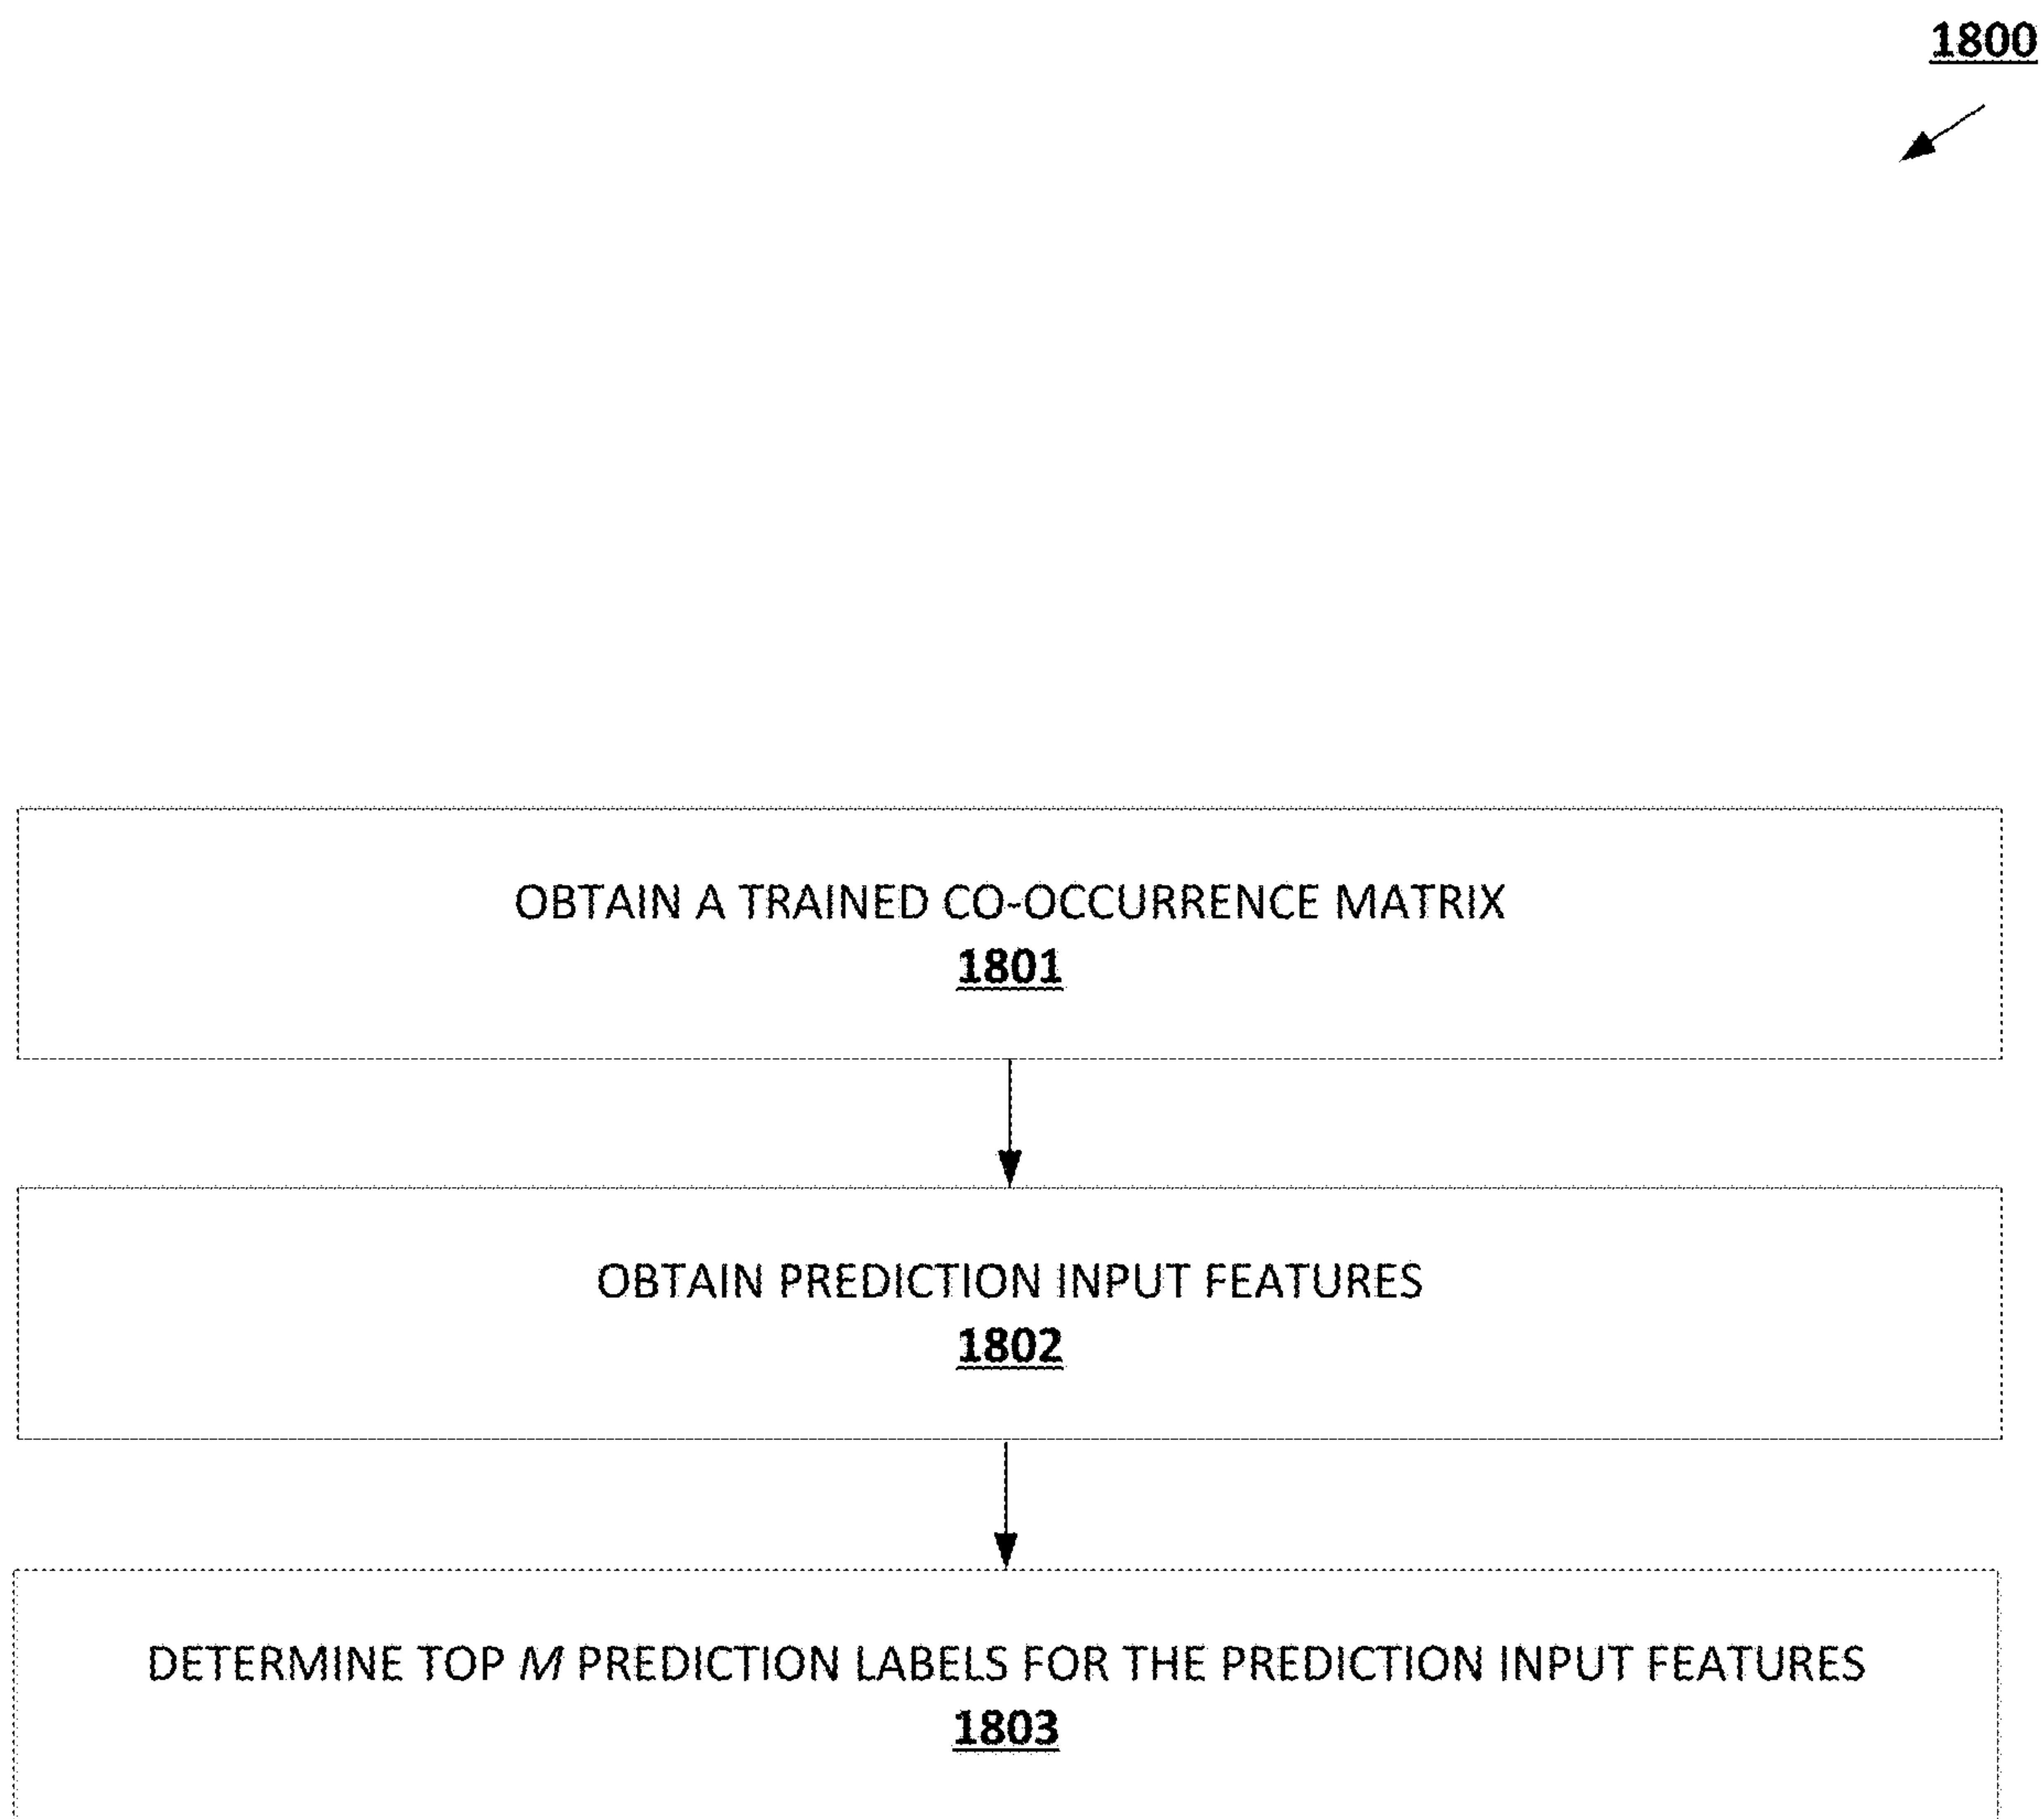 1800
OBTAIN A TRAINED CO-OCCURRENCE MATRIX
1801
OBTAIN PREDICTION INPUT FEATURES
1802
DETERMINE TOP M PREDICTION LABELS FOR THE PREDICTION INPUT FEATURES
1803